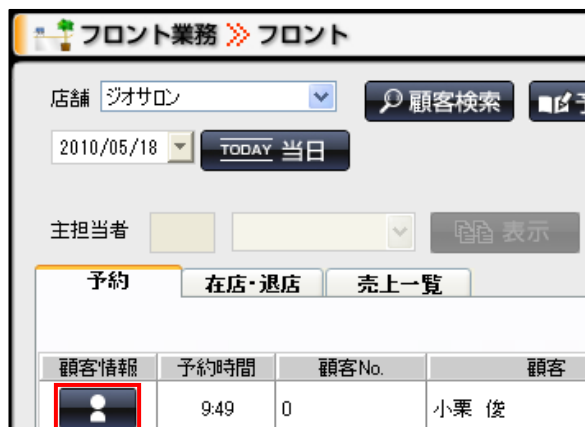 フロント業務 フロント
店舗 ジオサロン 顧客検索
2010/05/18 TODAY 当日
主担当者 表示
予約 在店・退店 売上一覧
顧客情報 予約時間 顧客No. 顧客
9:49 0 小栗 俊